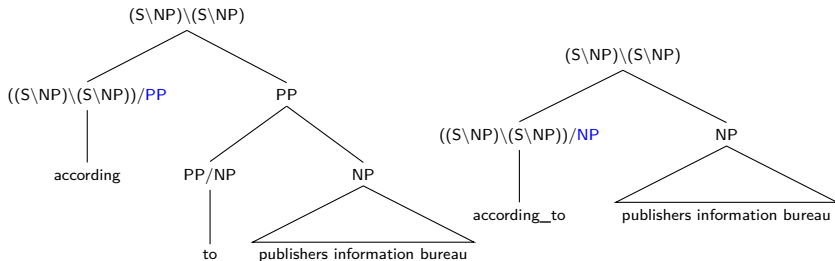 (S\NP)\(S\NP)
((S\NP)\(S\NP))/PP PP
according PP/NP NP
to publishers information bureau
(S\NP)\(S\NP)
((S\NP)\(S\NP))/NP NP
according_to publishers information bureau